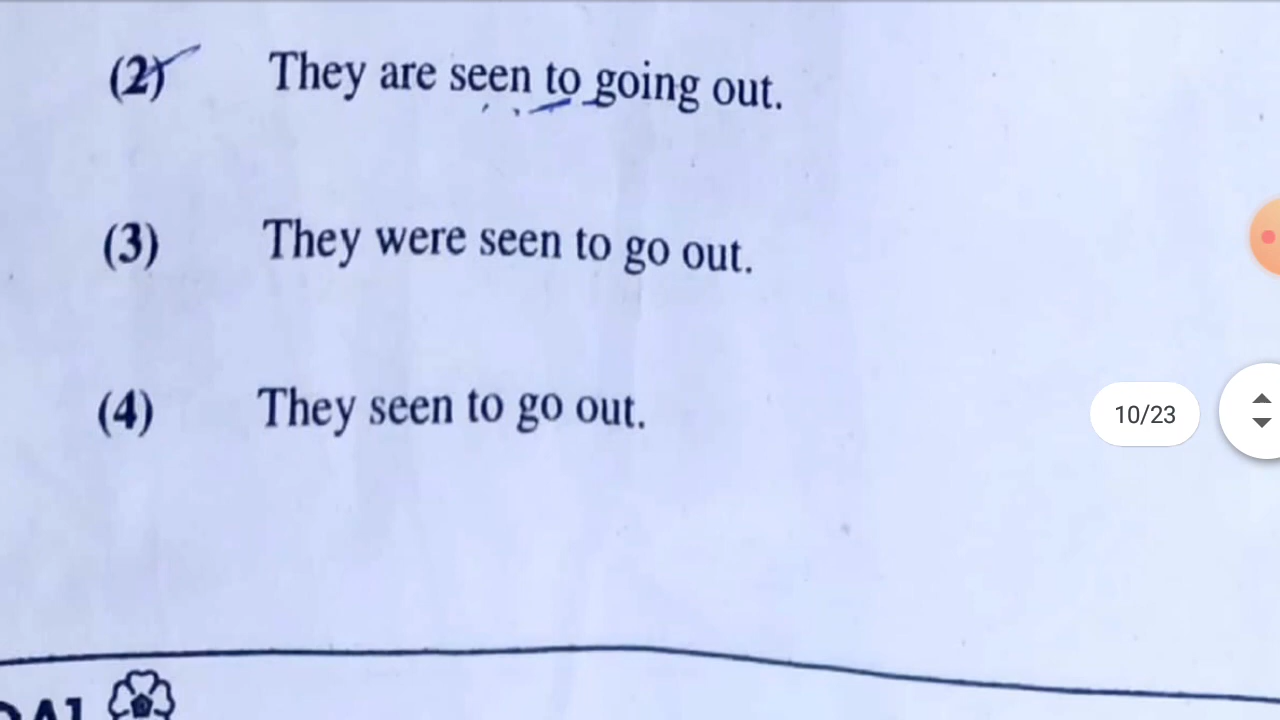 (2) They are seen to going out.
(3) They were seen to go out.
(4) They seen to go out.
10/23